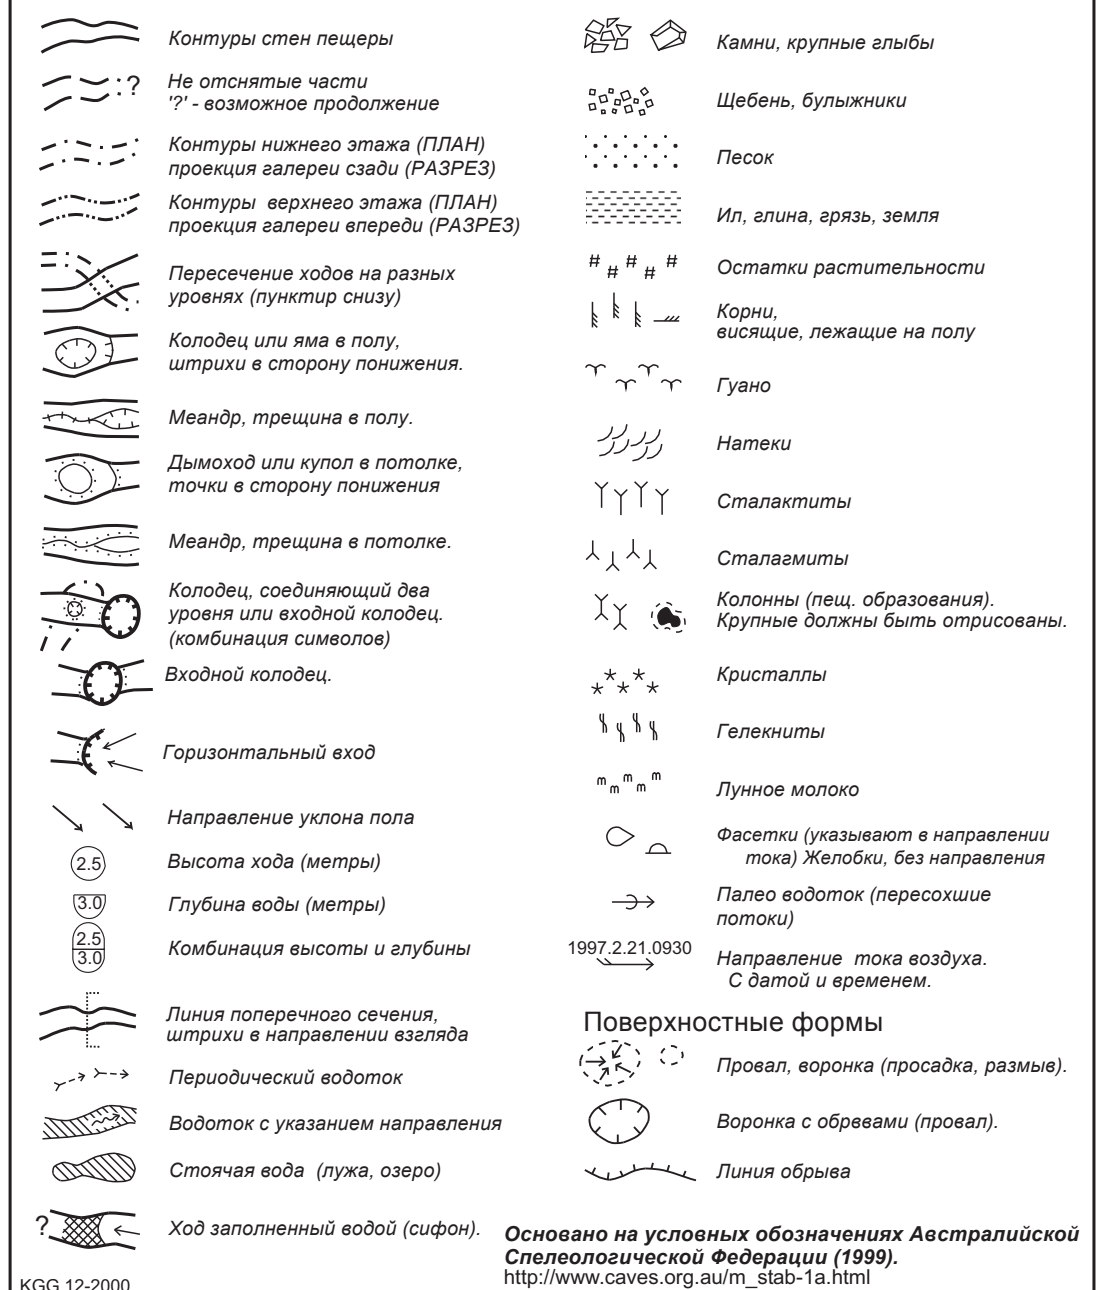 Контуры стен пещеры
?
Не отснятые части
'?' - возможное продолжение
Контуры нижнего этажа (ПЛАН)
проекция галереи сзади (РАЗРЕЗ)
Контуры верхнего этажа (ПЛАН)
проекция галереи впереди (РАЗРЕЗ)
Пересечение ходов на разных
уровнях (пунктир снизу)
Колодец или яма в полу,
штрихи в сторону понижения.
Меандр, трещина в полу.
Дымоход или купол в потолке,
точки в сторону понижения
Меандр, трещина в потолке.
Колодец, соединяющий два
уровня или входной колодец.
(комбинация символов)
Входной колодец.
Горизонтальный вход
Направление уклона пола
2.5
Высота хода (метры)
3.0
Глубина воды (метры)
2.5
3.0
Комбинация высоты и глубины
Линия поперечного сечения,
штрихи в направлении взгляда
Периодический водоток
Водоток с указанием направления
Стоячая вода (лужа, озеро)
?
Ход заполненный водой (сифон).
KGG 12-2000
Камни, крупные глыбы
Щебень, булыжники
Песок
Ил, глина, грязь, земля
# # # # #
Остатки растительности
Корни,
висящие, лежащие на полу
Гуано
Натеки
Сталактиты
Сталагмиты
Колонны (пещ. образования).
Крупные должны быть отрисованы.
Кристаллы
Гелекниты
m m m m m
Лунное молоко
Фасетки (указывают в направлении
тока) Желобки, без направления
Палео водоток (пересохшие
потоки)
1997.2.21.0930
Направление тока воздуха.
С датой и временем.
Поверхностные формы
Провал, воронка (просадка, размыв).
Воронка с обрввами (провал).
Линия обрыва
Основано на условных обозначениях Австралийской
Спелеологической Федерации (1999).
http://www.caves.org.au/m_stab-1a.html